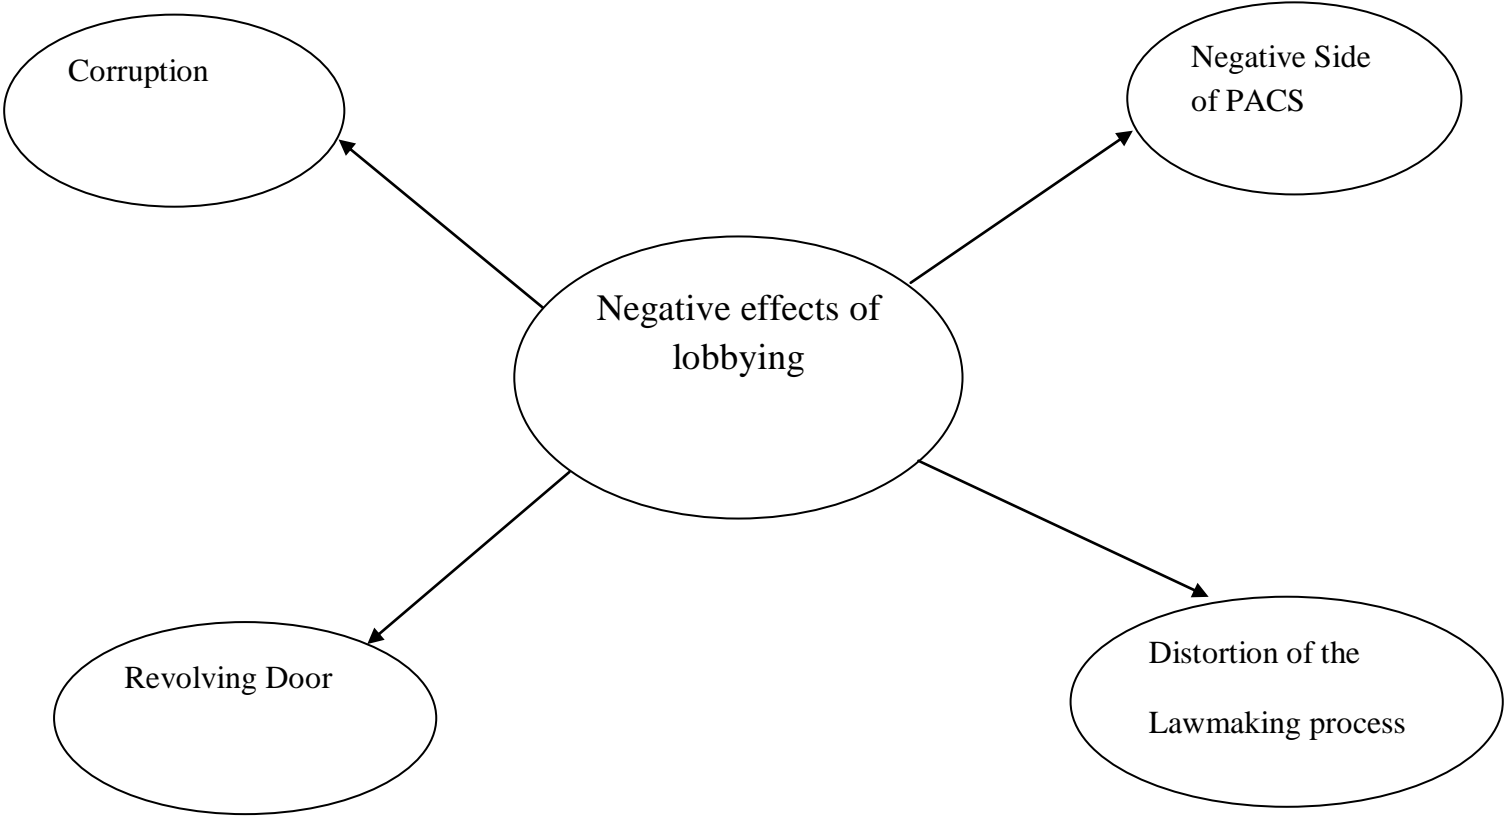 Corruption
Negative Side
of PACS
Negative effects of
lobbying
Revolving Door
Distortion of the
Lawmaking process